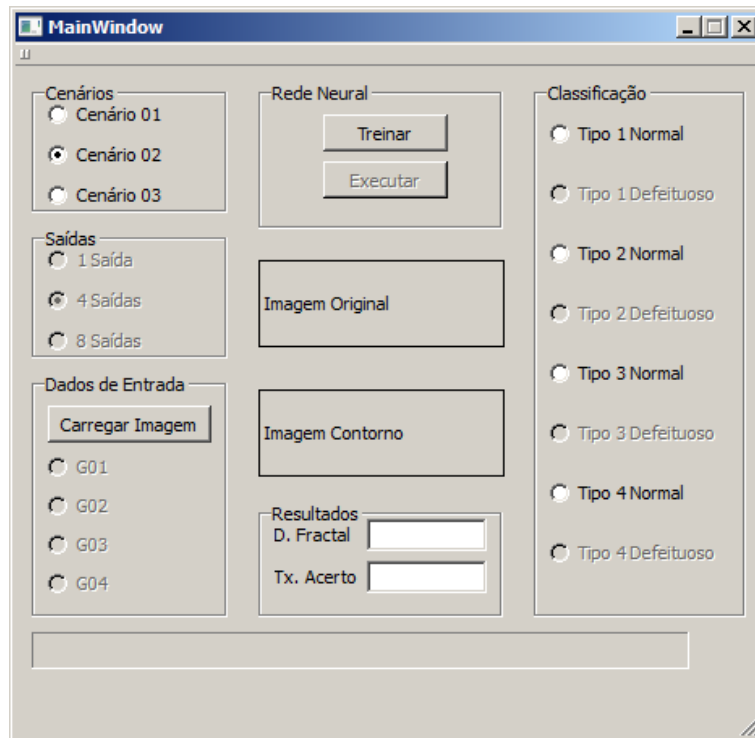 MainWindow
Cenários
Cenário 01
Cenário 02
Cenário 03
Saídas
1 Saída
4 Saídas
8 Saídas
Dados de Entrada
Carregar Imagem
G01
G02
G03
G04
Rede Neural
Treinar
Executar
Imagem Original
Imagem Contorno
Resultados
D. Fractal
Tx. Acerto
Classificação
Tipo 1 Normal
Tipo 1 Defeituoso
Tipo 2 Normal
Tipo 2 Defeituoso
Tipo 3 Normal
Tipo 3 Defeituoso
Tipo 4 Normal
Tipo 4 Defeituoso